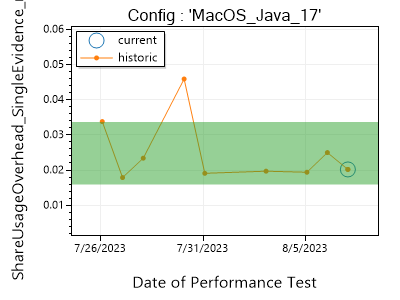 Config : 'MacOS_Java_17'
ShareUsageOverhead_SingleEvidence_
0.06
0.05
0.04
0.03
0.02
0.01
current
historic
7/26/2023
7/31/2023
8/5/2023
Date of Performance Test